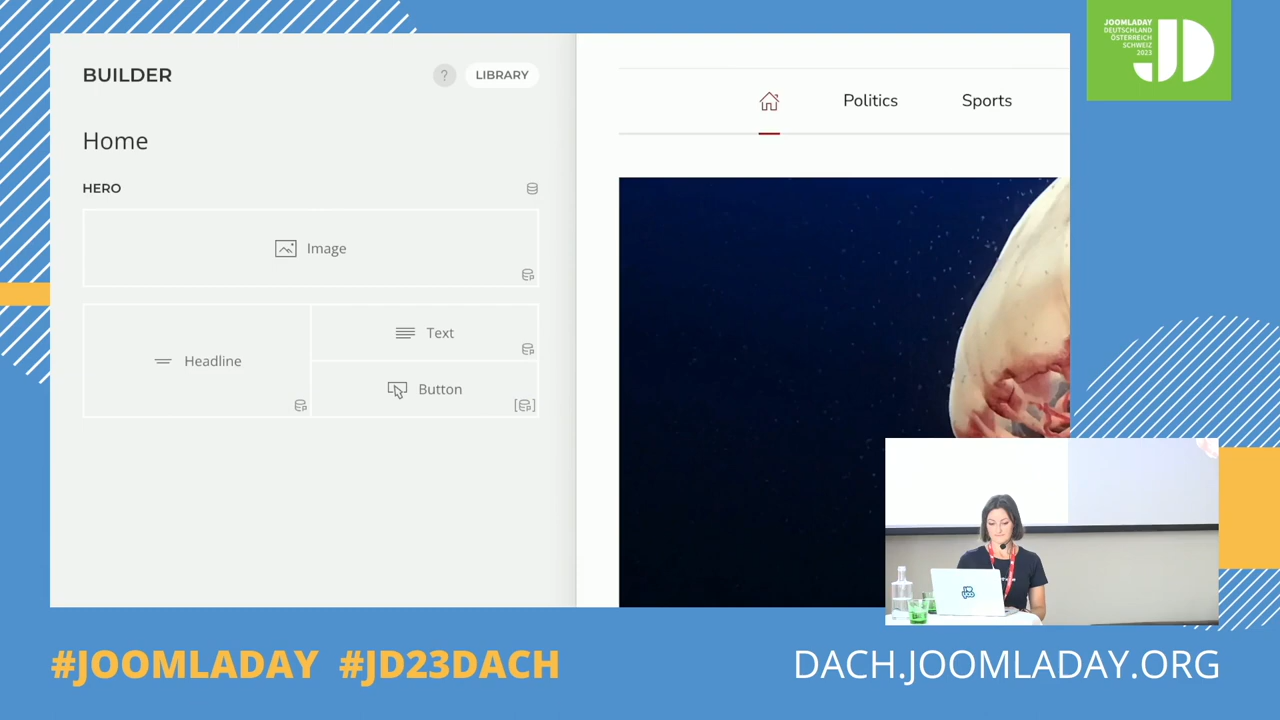 JOOMLADAY
DEUTSCHLAND
ÖSTERREICH
SCHWEIZ
2023
JD
BUILDER
? LIBRARY
Home
HERO
Image
Headline
Text
Button
Politics Sports
#JOOMLADAY #JD23DACH
DACH.JOOMLADAY.ORG